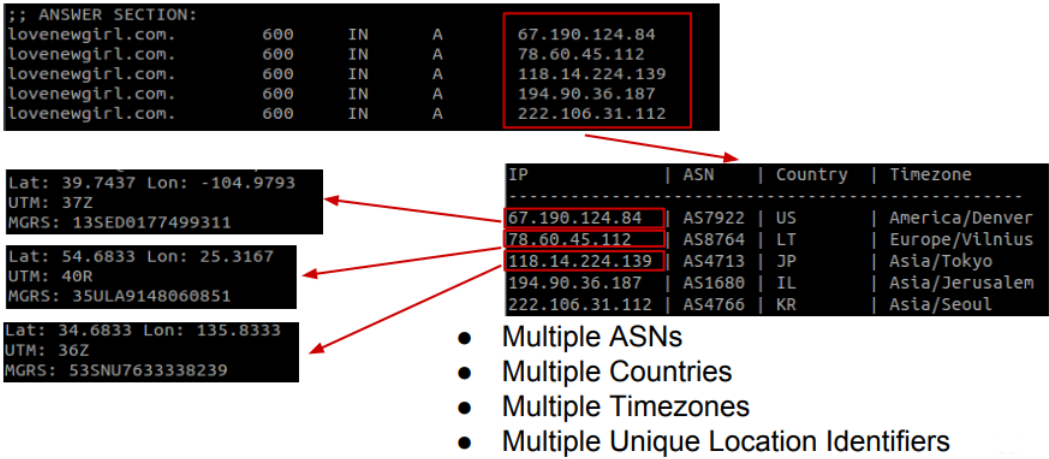 ;; ANSWER SECTION:
lovenewgirl.com. 600 IN A 67.190.124.84
lovenewgirl.com. 600 IN A 78.60.45.112
lovenewgirl.com. 600 IN A 118.14.224.139
lovenewgirl.com. 600 IN A 194.90.36.187
lovenewgirl.com. 600 IN A 222.106.31.112
Lat: 39.7437 Lon: -104.9793
UTM: 37Z
MGRS: 13SED0177499311
Lat: 54.6833 Lon: 25.3167
UTM: 40R
MGRS: 35ULA9148060851
Lat: 34.6833 Lon: 135.8333
UTM: 36Z
MGRS: 53SNU7633338239
IP | ASN | Country | Timezone
67.190.124.84 | AS7922 | US | America/Denver
78.60.45.112 | AS8764 | LT | Europe/Vilnius
118.14.224.139 | AS4713 | JP | Asia/Tokyo
194.90.36.187 | AS1680 | IL | Asia/Jerusalem
222.106.31.112 | AS4766 | KR | Asia/Seoul
● Multiple ASNs
● Multiple Countries
● Multiple Timezones
● Multiple Unique Location Identifiers